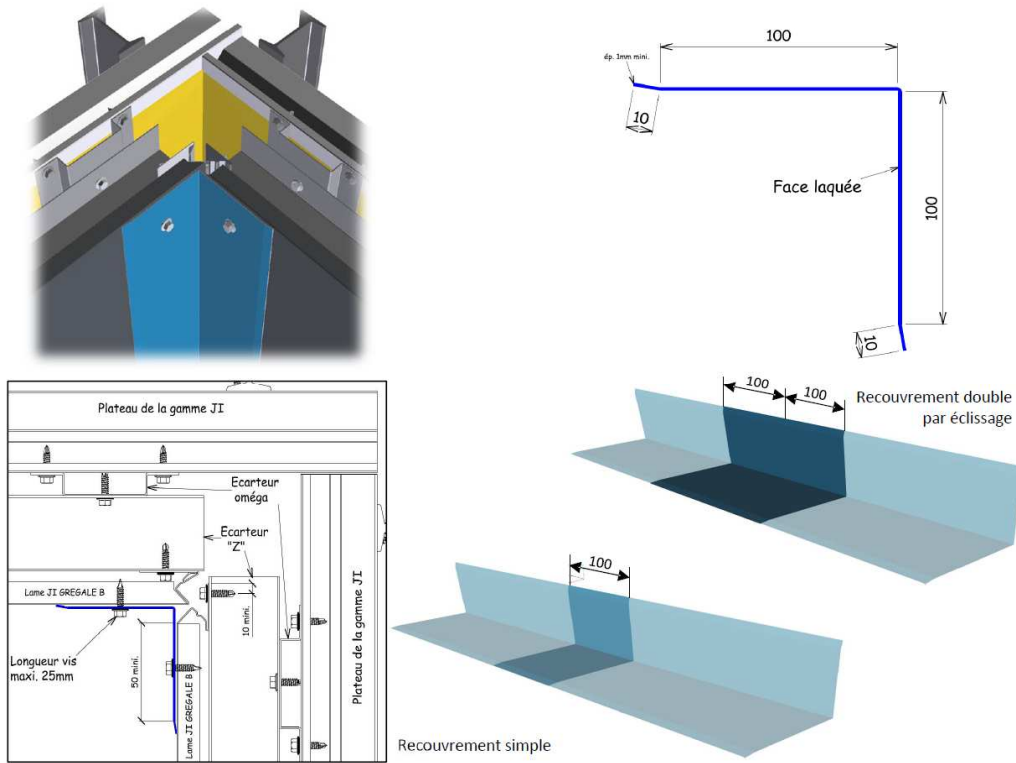 100
ép. 1mm mini.
10
Face laquée
100
10
Plateau de la gamme JI
Ecarteur
oméga
Ecarteur
"Z"
Lame JI GREGALE B
10 mini.
Longueur vis
maxi. 25mm
50 mini.
Lame JI GREGALE B
Plateau de la gamme JI
100
100
Recouvrement double
par éclissage
100
Recouvrement simple